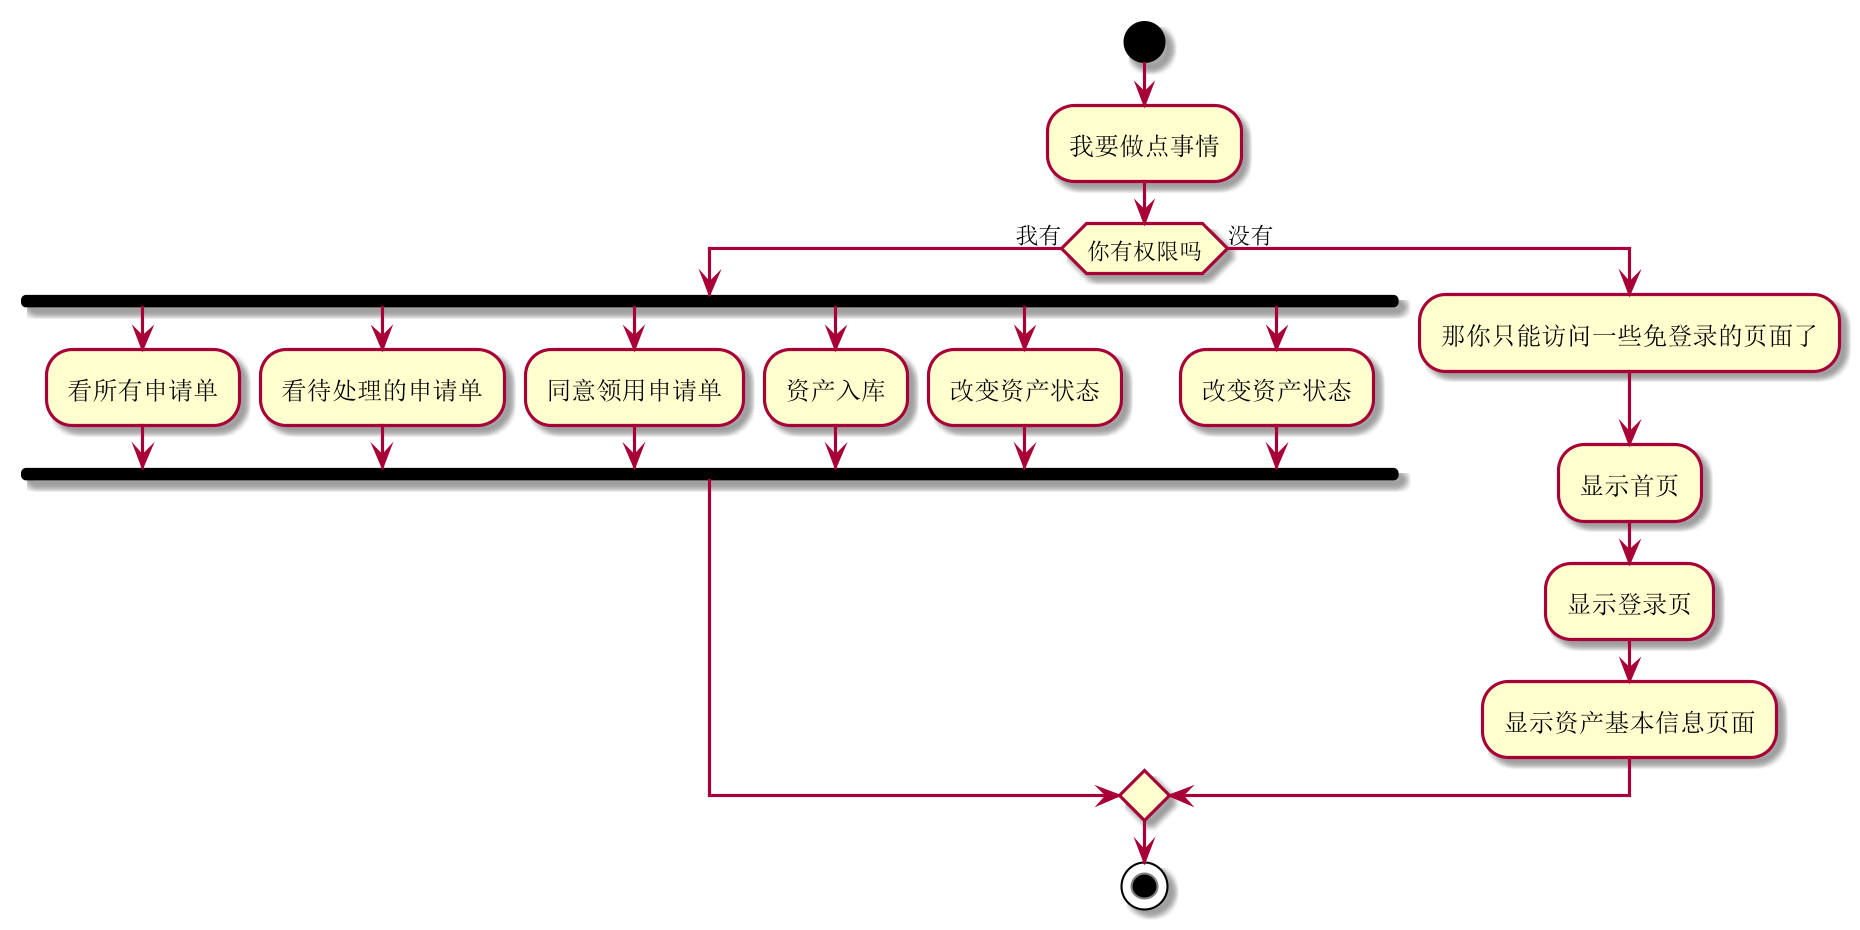 我要做点事情
我有
你有权限吗
没有
看所有申请单
看待处理的申请单
同意领用申请单
资产入库
改变资产状态
改变资产状态
那你只能访问一些免登录的页面了
显示首页
显示登录页
显示资产基本信息页面